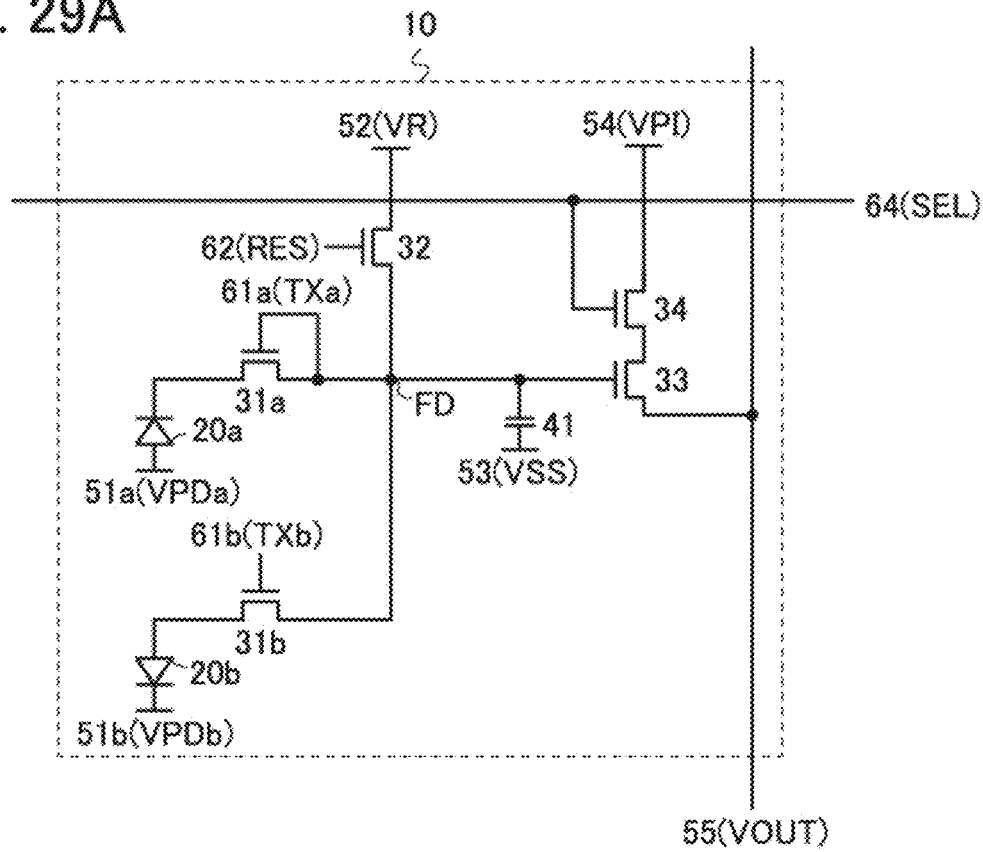 . 29A
10
52(VR)
54(VPI)
64(SEL)
62(RES)
32
61a(TXa)
34
33
31a
FD
20a
41
53(VSS)
51a(VPDa)
61b(TXb)
31b
20b
51b(VPDb)
55(VOUT)